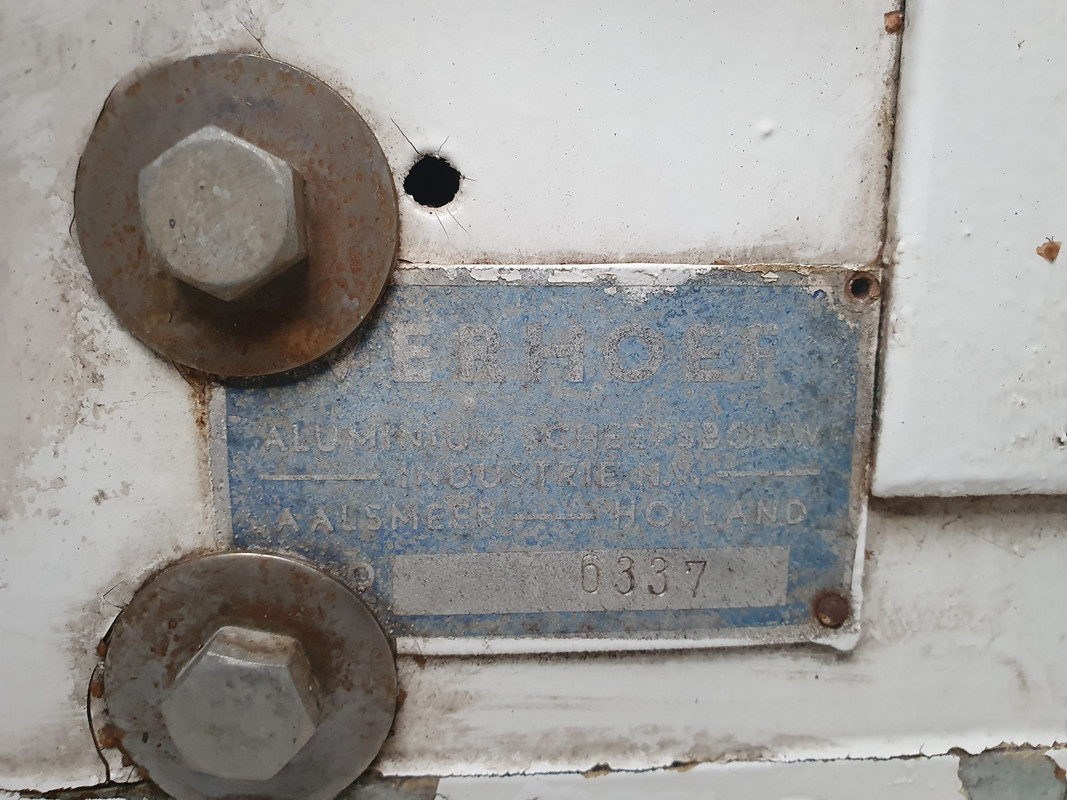 ERHOEF
ALUMINIUM SCHEEPSBOUW
INDUSTRIE N.V.
AALSMEER — HOLLAND
O 6337